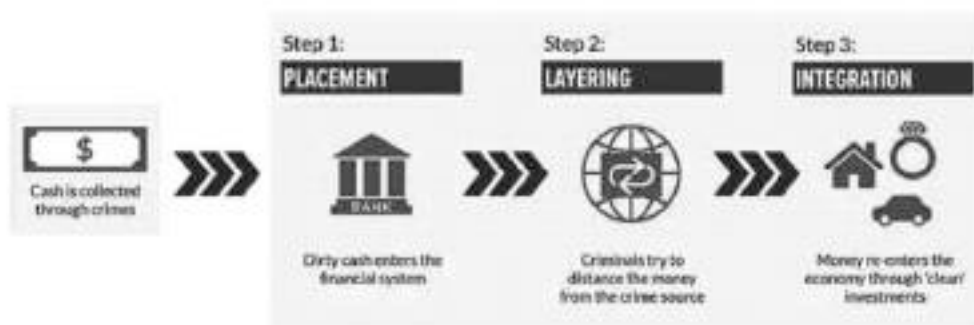 $
Cash is collected
through crimes
Step 1:
PLACEMENT
BANK
Dirty cash enters the
financial system
Step 2:
LAYERING
Criminals try to
distance the money
from the crime source
Step 3:
INTEGRATION
Money re-enters the
economy through 'clean'
investments